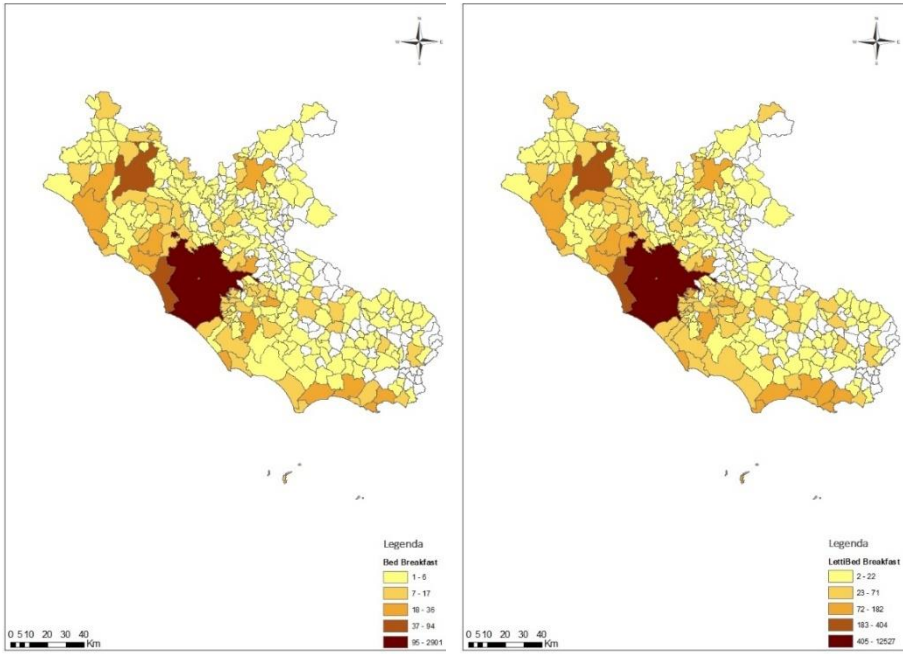 N
W E
S
Legenda
Bed Breakfast
1 - 6
7 - 17
18 - 36
37 - 94
95 - 2901
0 5 10 20 30 40
Km
N
W E
S
Legenda
LettiBed Breakfast
2 - 22
23 - 71
72 - 182
183 - 404
405 - 12527
0 5 10 20 30 40
Km